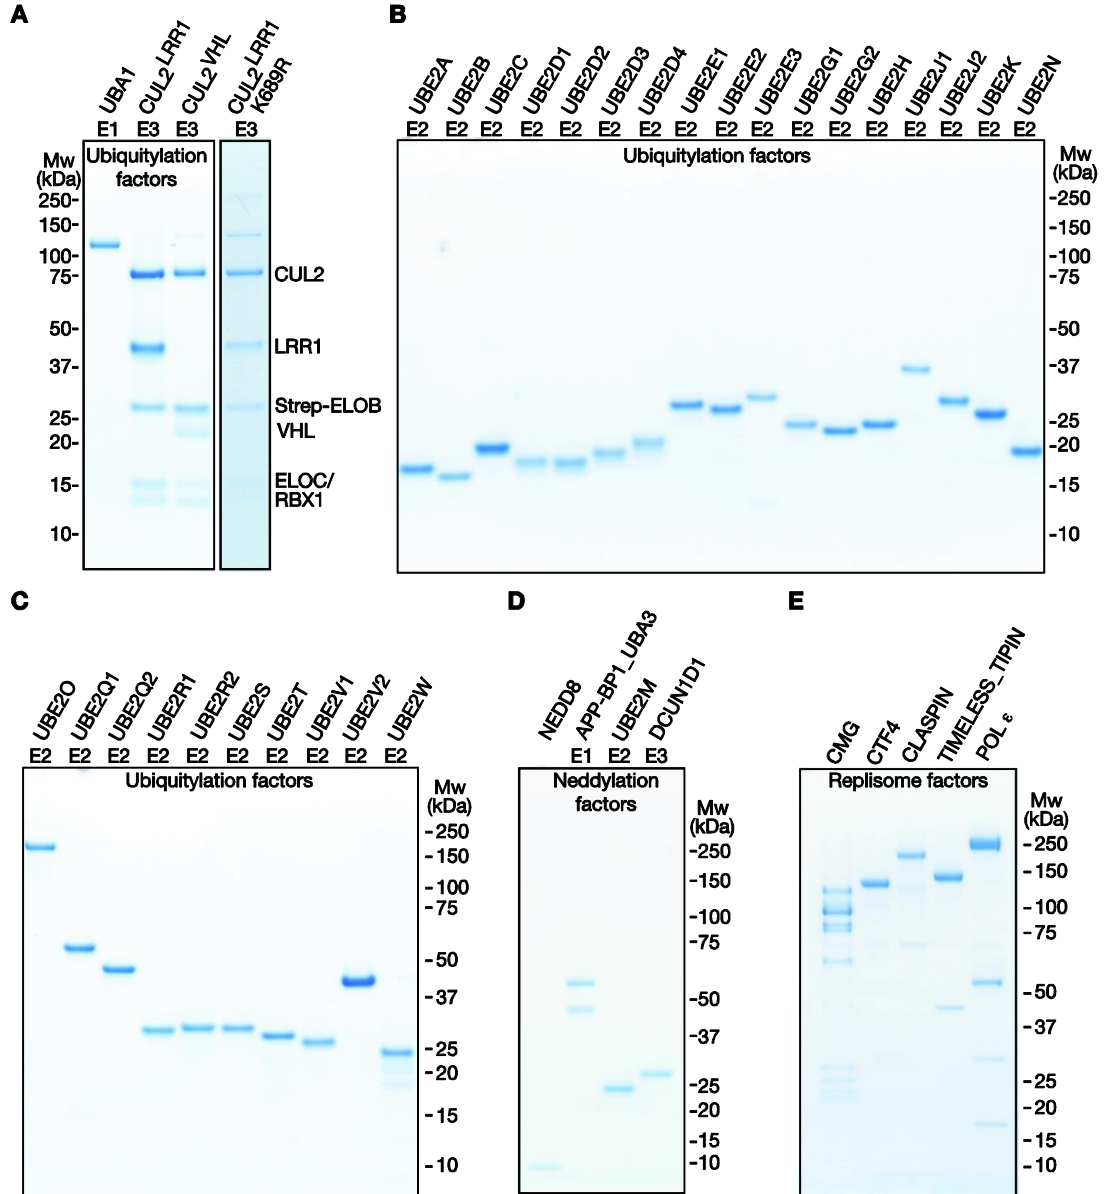 A
UBA1
CUL2LRR1
CUL2VHL
CUL2LRR1
K689R
E1
E3
E3
E3
Ubiquitylation
factors
Mw
(kDa)
250-
150-
100-
75-
50-
37-
25-
20-
15-
10-
CUL2
LRR1
Strep-ELOB
VHL
ELOC/
RBX1
B
UBE2A
UBE2B
UBE2C
UBE2D1
UBE2D2
UBE2D3
UBE2D4
UBE2E1
UBE2E2
UBE2E3
UBE2G1
UBE2G2
UBE2H
UBE2J1
UBE2J2
UBE2K
UBE2N
E2 E2 E2 E2 E2 E2 E2 E2 E2 E2 E2 E2 E2 E2 E2 E2 E2
Ubiquitylation factors
Mw
(kDa)
-250
-150
-100
-75
-50
-37
-25
-20
-15
-10
C
UBE2O
UBE2Q1
UBE2Q2
UBE2R1
UBE2R2
UBE2S
UBE2T
UBE2V1
UBE2V2
UBE2W
E2 E2 E2 E2 E2 E2 E2 E2 E2 E2
Ubiquitylation factors
Mw
(kDa)
-250
-150
-100
-75
-50
-37
-25
-20
-15
-10
D
NEDD8
APP-BP1_UBA3
UBE2M
DCUN1D1
E1 E2 E3
Neddylation
factors
Mw
(kDa)
-250
-150
-100
-75
-50
-37
-25
-20
-15
-10
E
CMG
CTF4
CLASPIN
TIMELESS_TIPIN
POL ε
Replisome factors
Mw
(kDa)
-250
-150
-100
-75
-50
-37
-25
-20
-15
-10